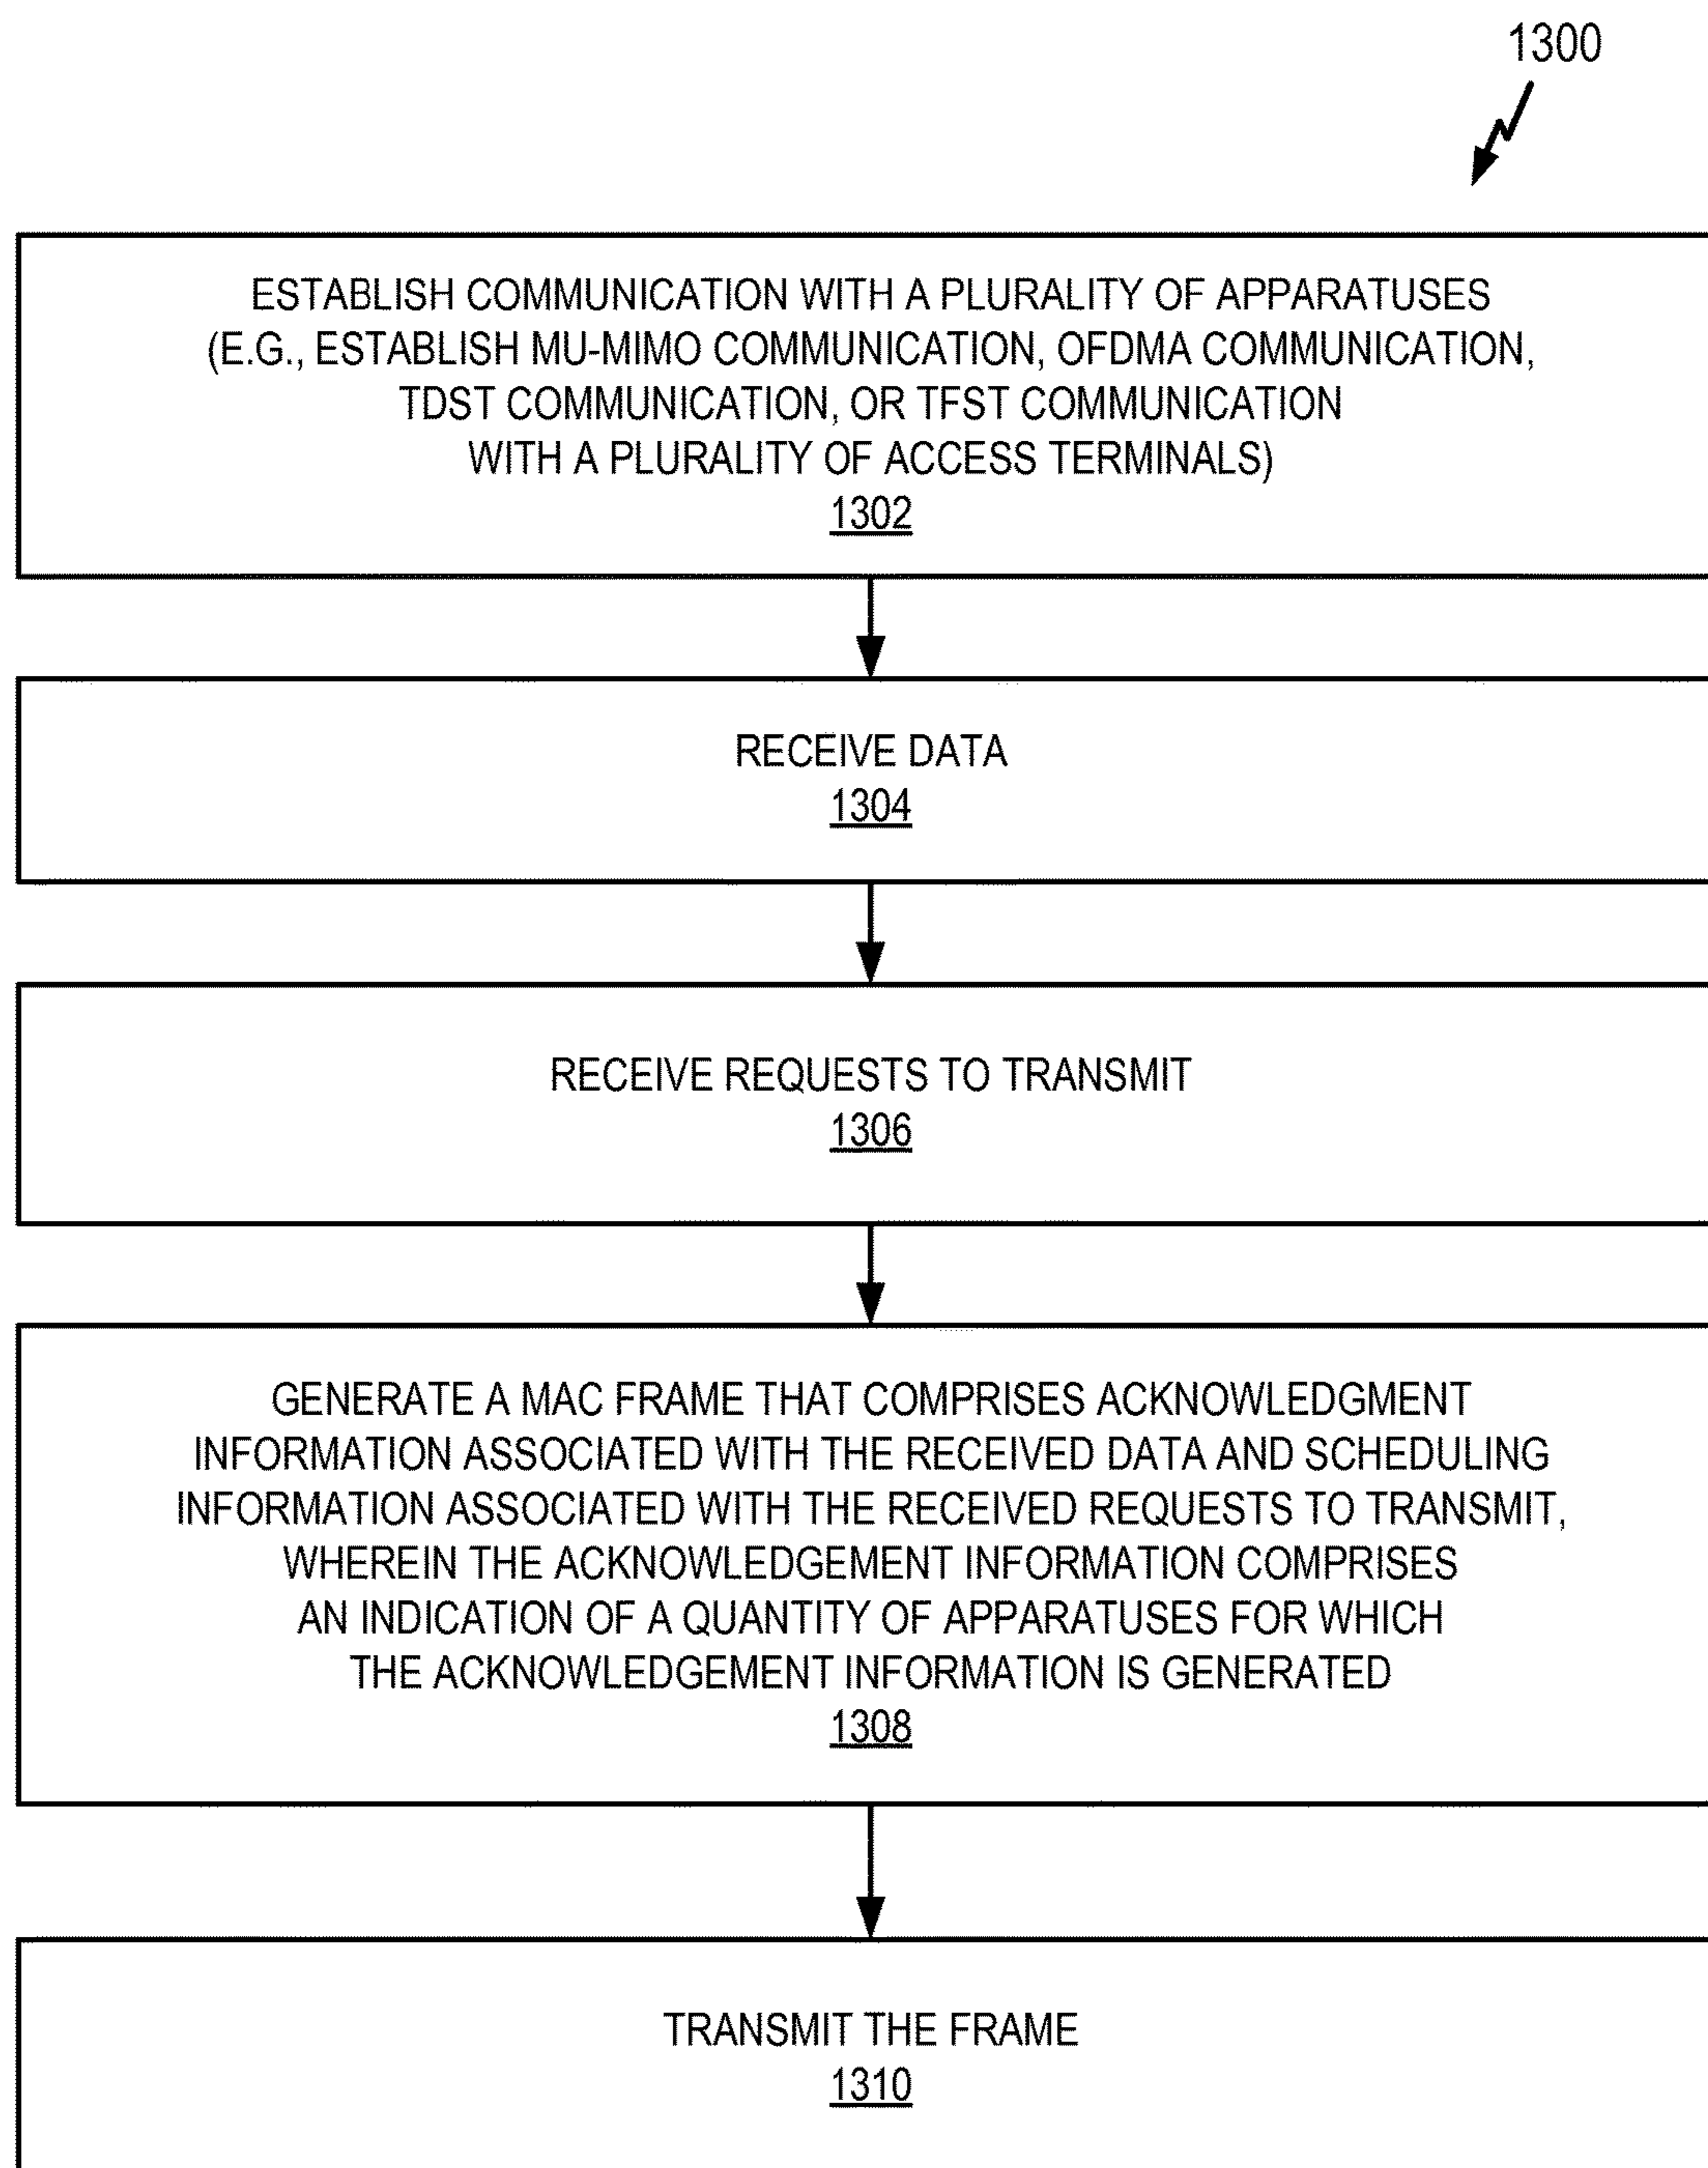 1300
ESTABLISH COMMUNICATION WITH A PLURALITY OF APPARATUSES
(E.G., ESTABLISH MU-MIMO COMMUNICATION, OFDMA COMMUNICATION,
TDST COMMUNICATION, OR TFST COMMUNICATION
WITH A PLURALITY OF ACCESS TERMINALS)
1302
RECEIVE DATA
1304
RECEIVE REQUESTS TO TRANSMIT
1306
GENERATE A MAC FRAME THAT COMPRISES ACKNOWLEDGMENT
INFORMATION ASSOCIATED WITH THE RECEIVED DATA AND SCHEDULING
INFORMATION ASSOCIATED WITH THE RECEIVED REQUESTS TO TRANSMIT,
WHEREIN THE ACKNOWLEDGEMENT INFORMATION COMPRISES
AN INDICATION OF A QUANTITY OF APPARATUSES FOR WHICH
THE ACKNOWLEDGEMENT INFORMATION IS GENERATED
1308
TRANSMIT THE FRAME
1310